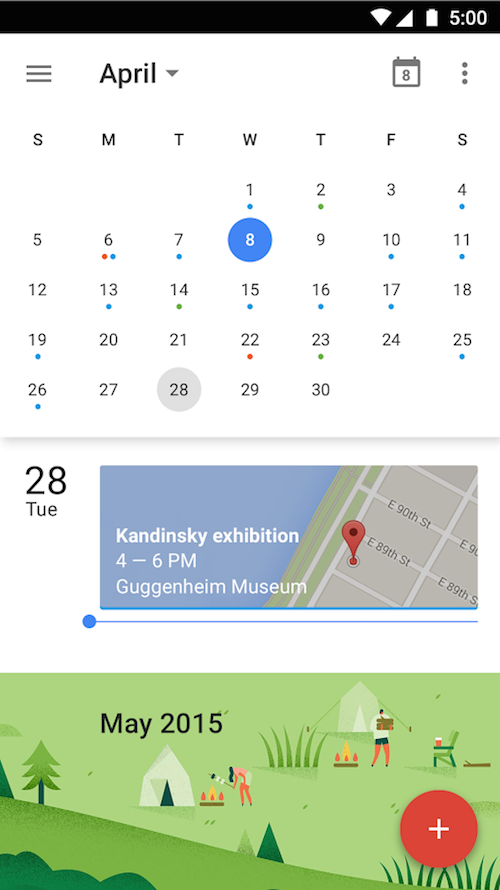 5:00
April
8
S M T W T F S
1 2 3 4
5 6 7 8 9 10 11
12 13 14 15 16 17 18
19 20 21 22 23 24 25
26 27 28 29 30
28
Tue
Kandinsky exhibition
4 — 6 PM
Guggenheim Museum
E 90th St
E 89th St
E 89th S
May 2015
+